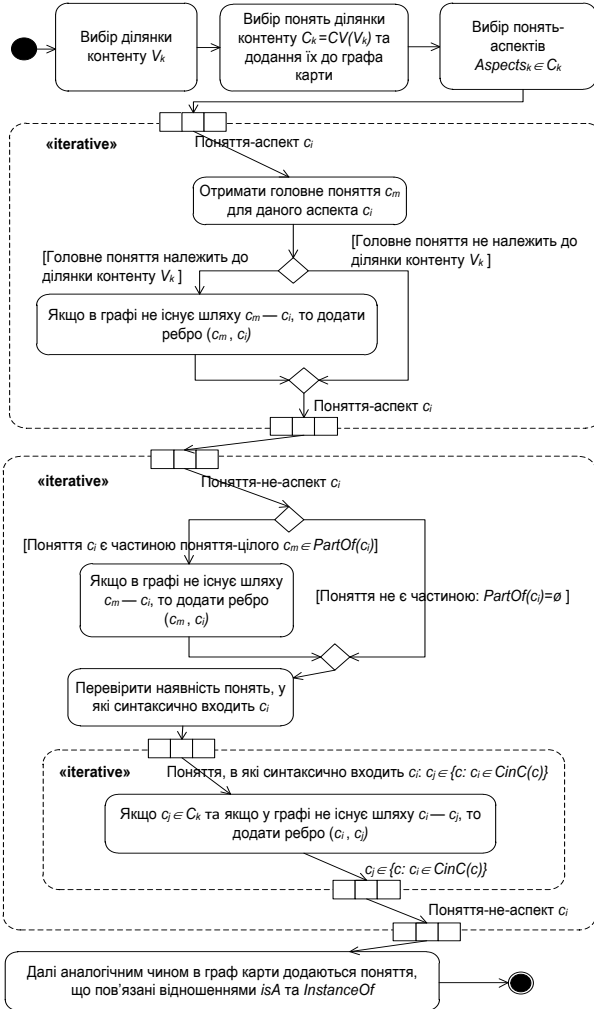 Вибір ділянки
контенту Vk
Вибір понять ділянки
контенту Ck=CV(Vk) та
додання їх до графа
карти
Вибір понять-
аспектів
Aspectsk∈ Ck
«iterative»
Поняття-аспект ci
Отримати головне поняття cm
для даного аспекта ci
[Головне поняття належить до
ділянки контенту Vk ]
[Головне поняття не належить до
ділянки контенту Vk ]
Якщо в графі не існує шляху cm — ci, то додати
ребро (cm , ci)
Поняття-аспект ci
«iterative»
Поняття-не-аспект ci
[Поняття ci є частиною поняття-цілого cm∈ PartOf(ci)]
Якщо в графі не існує шляху
cm — ci, то додати ребро
(cm , ci)
[Поняття не є частиною: PartOf(ci)=ø ]
Перевірити наявність понять, у
які синтаксично входить ci
«iterative»
Поняття, в які синтаксично входить ci: cj∈{c: ci∈CinC(c)}
Якщо cj∈Ck та якщо у графі не існує шляху ci — cj, то
додати ребро (ci , cj)
cj∈{c: ci∈CinC(c)}
Поняття-не-аспект ci
Далі аналогічним чином в граф карти додаються поняття,
що пов’язані відношеннями isA та InstanceOf